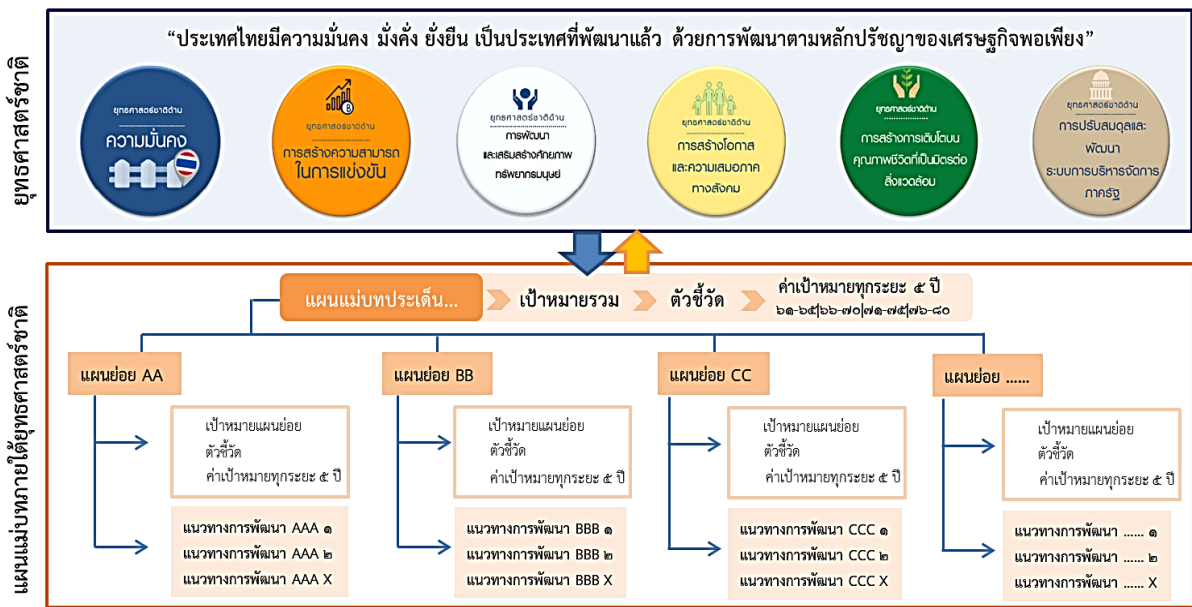 ยุทธศาสตร์ชาติ
“ประเทศไทยมีความมั่นคง มั่งคั่ง ยั่งยืน เป็นประเทศที่พัฒนาแล้ว ด้วยการพัฒนาตามหลักปรัชญาของเศรษฐกิจพอเพียง”
ยุทธศาสตร์ชาติด้าน
ความมั่นคง
ยุทธศาสตร์ชาติด้าน
การสร้างความสามารถ
ในการแข่งขัน
ยุทธศาสตร์ชาติด้าน
การพัฒนา
และเสริมสร้างศักยภาพ
ทรัพยากรมนุษย์
ยุทธศาสตร์ชาติด้าน
การสร้างโอกาส
และความเสมอภาค
ทางสังคม
ยุทธศาสตร์ชาติด้าน
การสร้างการเติบโตบน
คุณภาพชีวิตที่เป็นมิตรต่อ
สิ่งแวดล้อม
ยุทธศาสตร์ชาติด้าน
การปรับสมดุลและ
พัฒนา
ระบบการบริหารจัดการ
ภาครัฐ
แผนแม่บทภายใต้ยุทธศาสตร์ชาติ
แผนแม่บทประเด็น...
เป้าหมายรวม
ตัวชี้วัด
ค่าเป้าหมายทุกระยะ ๕ ปี
๖๑-๖๕|๖๖-๗๐|๗๑-๗๕|๗๖-๘๐
แผนย่อย AA
เป้าหมายแผนย่อย
ตัวชี้วัด
ค่าเป้าหมายทุกระยะ ๕ ปี
แนวทางการพัฒนา AAA ๑
แนวทางการพัฒนา AAA ๒
แนวทางการพัฒนา AAA X
แผนย่อย BB
เป้าหมายแผนย่อย
ตัวชี้วัด
ค่าเป้าหมายทุกระยะ ๕ ปี
แนวทางการพัฒนา BBB ๑
แนวทางการพัฒนา BBB ๒
แนวทางการพัฒนา BBB X
แผนย่อย CC
เป้าหมายแผนย่อย
ตัวชี้วัด
ค่าเป้าหมายทุกระยะ ๕ ปี
แนวทางการพัฒนา CCC ๑
แนวทางการพัฒนา CCC ๒
แนวทางการพัฒนา CCC X
แผนย่อย ......
เป้าหมายแผนย่อย
ตัวชี้วัด
ค่าเป้าหมายทุกระยะ ๕ ปี
แนวทางการพัฒนา ...... ๑
แนวทางการพัฒนา ...... ๒
แนวทางการพัฒนา ...... X